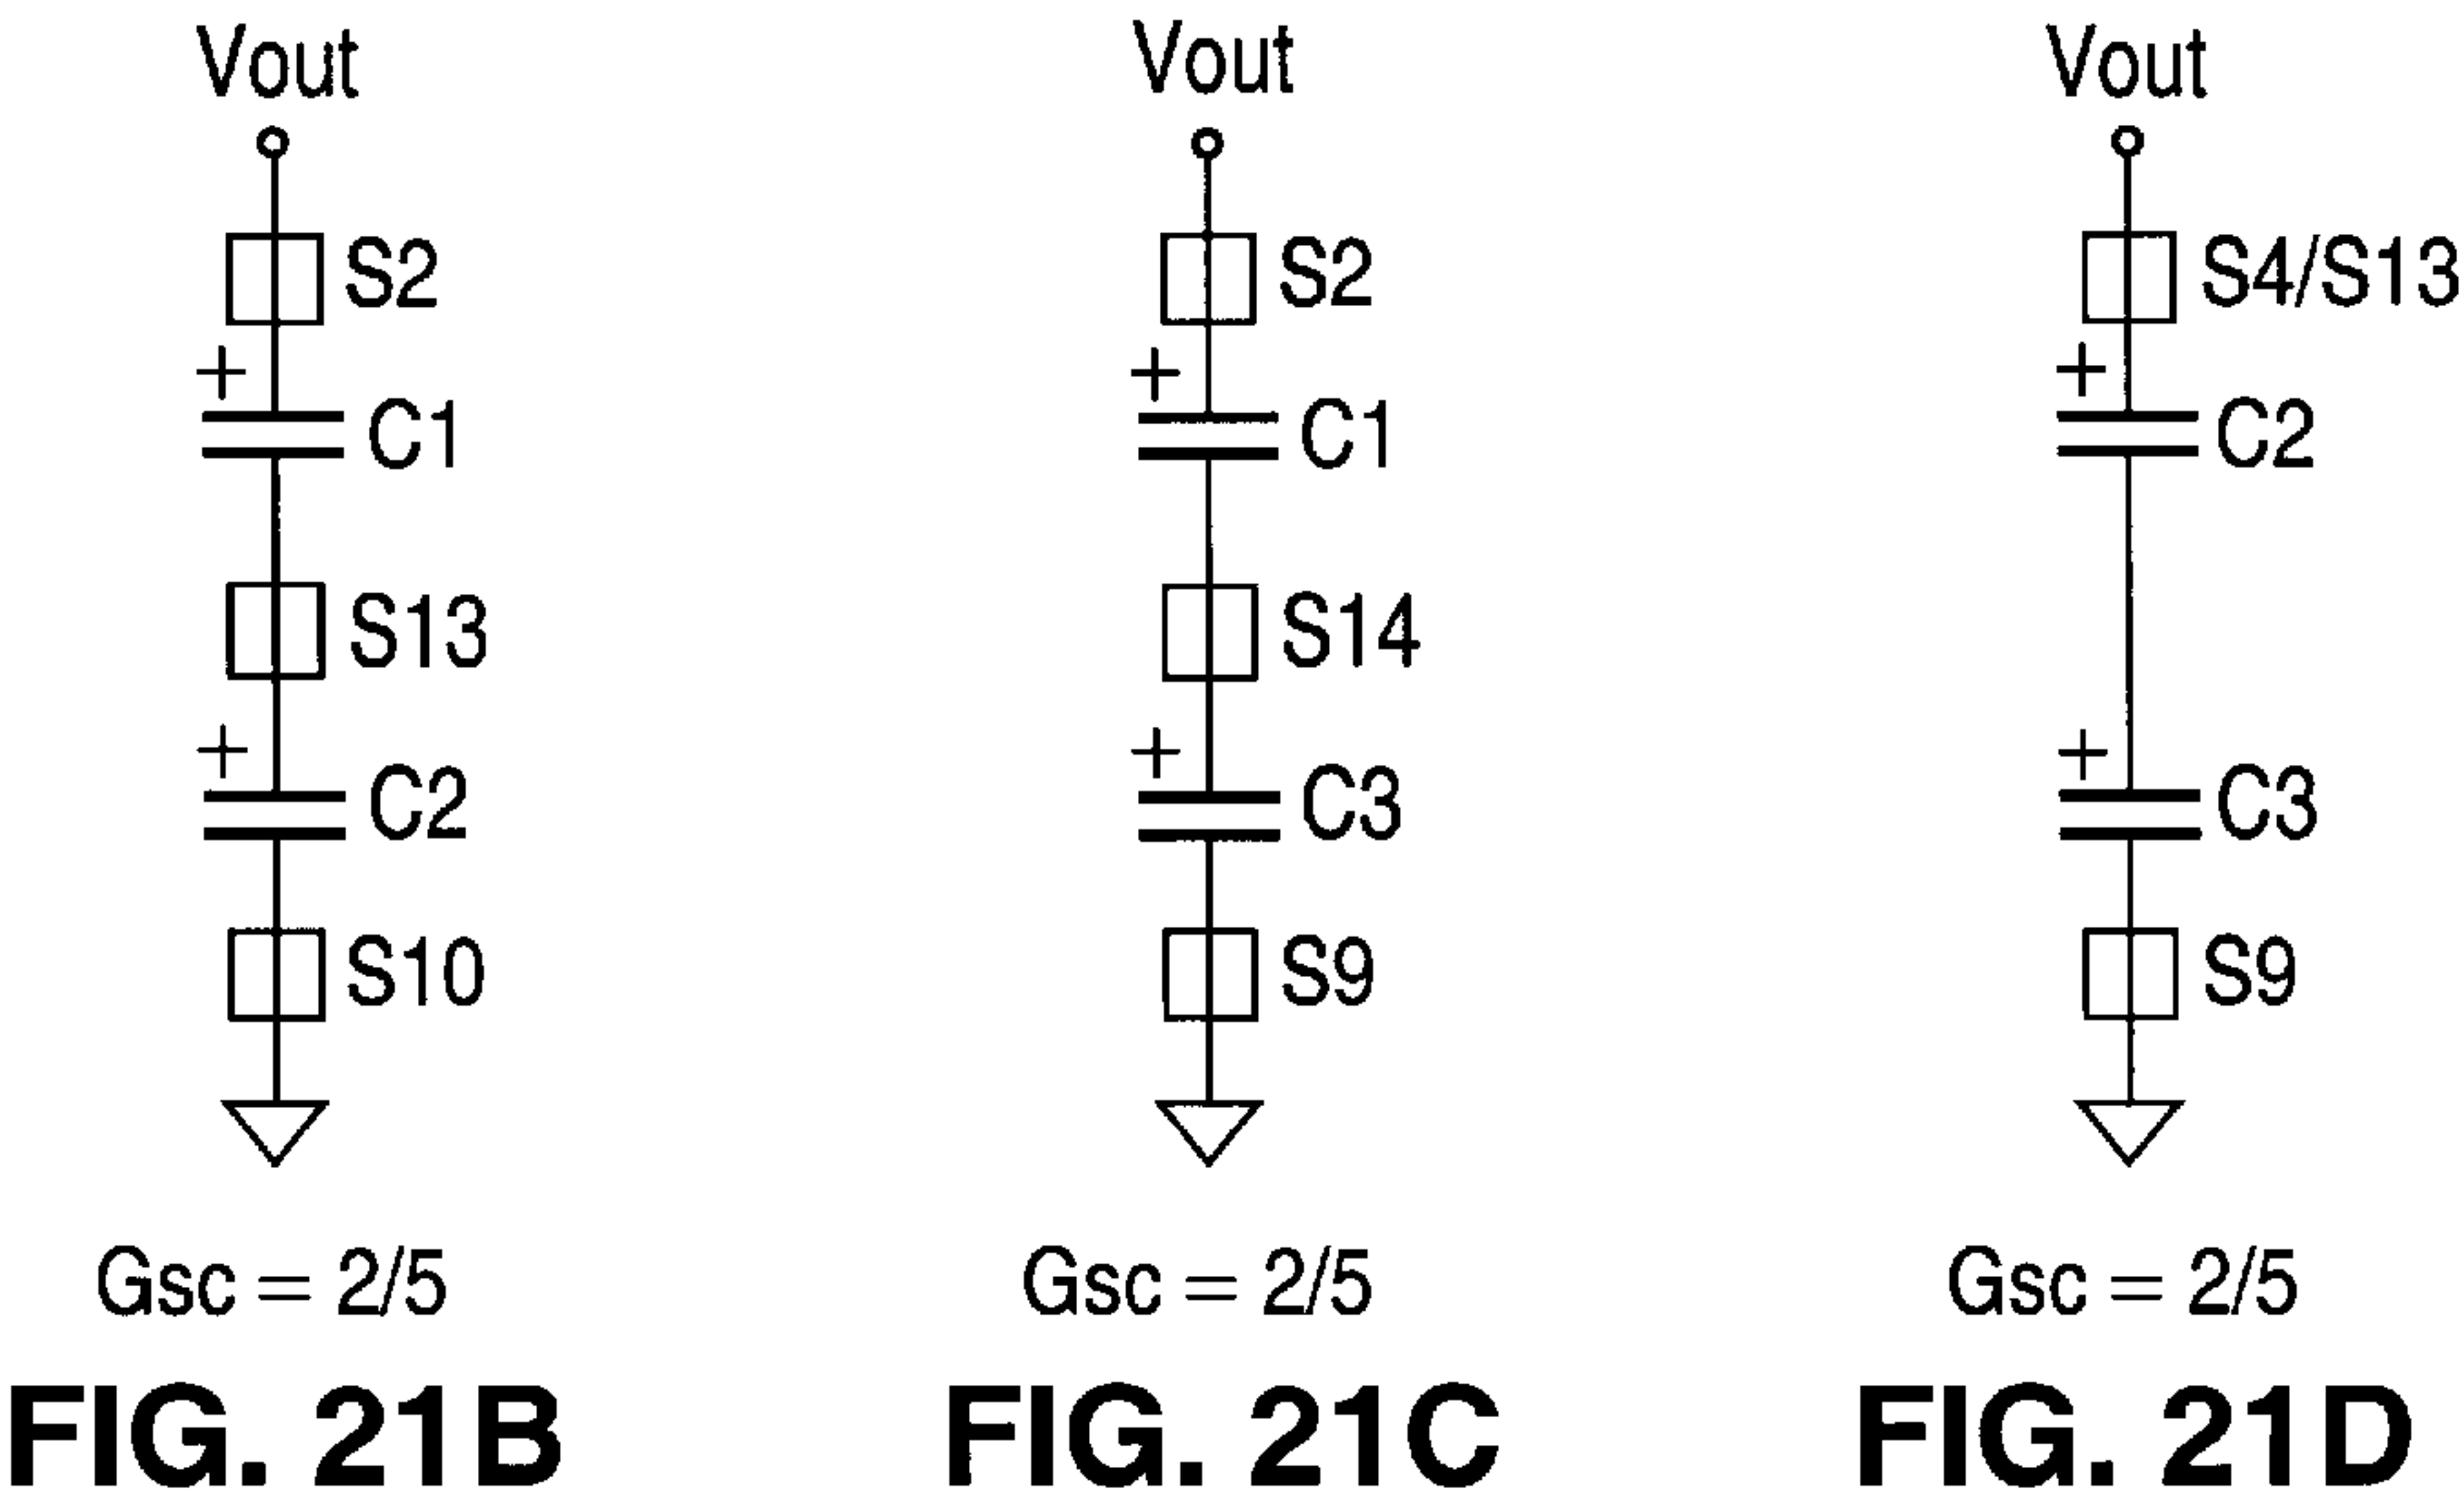 Vout
S2
+
C1
S13
+
C2
S10
Gsc = 2/5
FIG. 21B
Vout
S2
+
C1
S14
+
C3
S9
Gsc = 2/5
FIG. 21C
Vout
S4/S13
+
C2
+
C3
S9
Gsc = 2/5
FIG. 21D